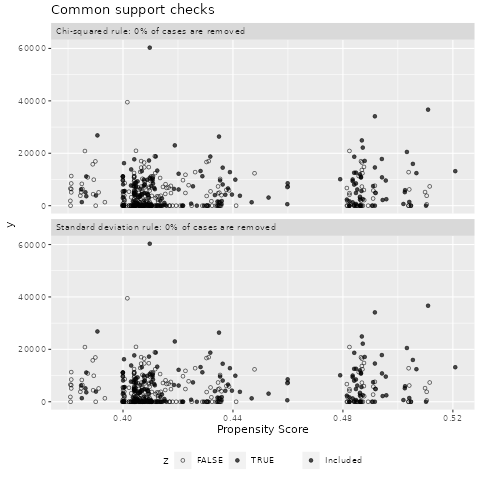 Common support checks
Chi-squared rule: 0% of cases are removed
60000
40000
20000
0
y
Standard deviation rule: 0% of cases are removed
60000
40000
20000
0
0.40 0.44 0.48 0.52
Propensity Score
z FALSE TRUE Included